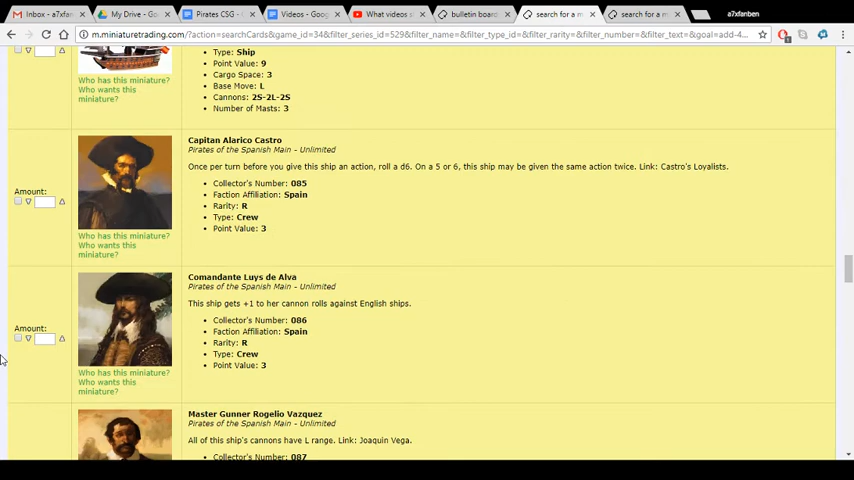 Inbox - a7xfanben
My Drive - Goo
Pirates CSG - G
Videos - Goog
What videos s
bulletin board
search for a m
search for a m
a7xfanben
m.miniaturetrading.com/?action=searchCards&game_id=34&filter_series_id=529&filter_name=&filter_type_id=&filter_rarity=&filter_number=&filter_text=&goal=add-4...
Type: Ship
Point Value: 9
Cargo Space: 3
Base Move: L
Cannons: 2S-2L-2S
Number of Masts: 3
Who has this miniature?
Who wants this
miniature?
Capitan Alarico Castro
Pirates of the Spanish Main - Unlimited
Once per turn before you give this ship an action, roll a d6. On a 5 or 6, this ship may be given the same action twice. Link: Castro's Loyalists.
Collector's Number: 085
Faction Affiliation: Spain
Rarity: R
Type: Crew
Point Value: 3
Amount:
Who has this miniature?
Who wants this
miniature?
Comandante Luys de Alva
Pirates of the Spanish Main - Unlimited
This ship gets +1 to her cannon rolls against English ships.
Collector's Number: 086
Faction Affiliation: Spain
Rarity: R
Type: Crew
Point Value: 3
Amount:
Who has this miniature?
Who wants this
miniature?
Master Gunner Rogelio Vazquez
Pirates of the Spanish Main - Unlimited
All of this ship's cannons have L range. Link: Joaquin Vega.
Collector's Number: 087